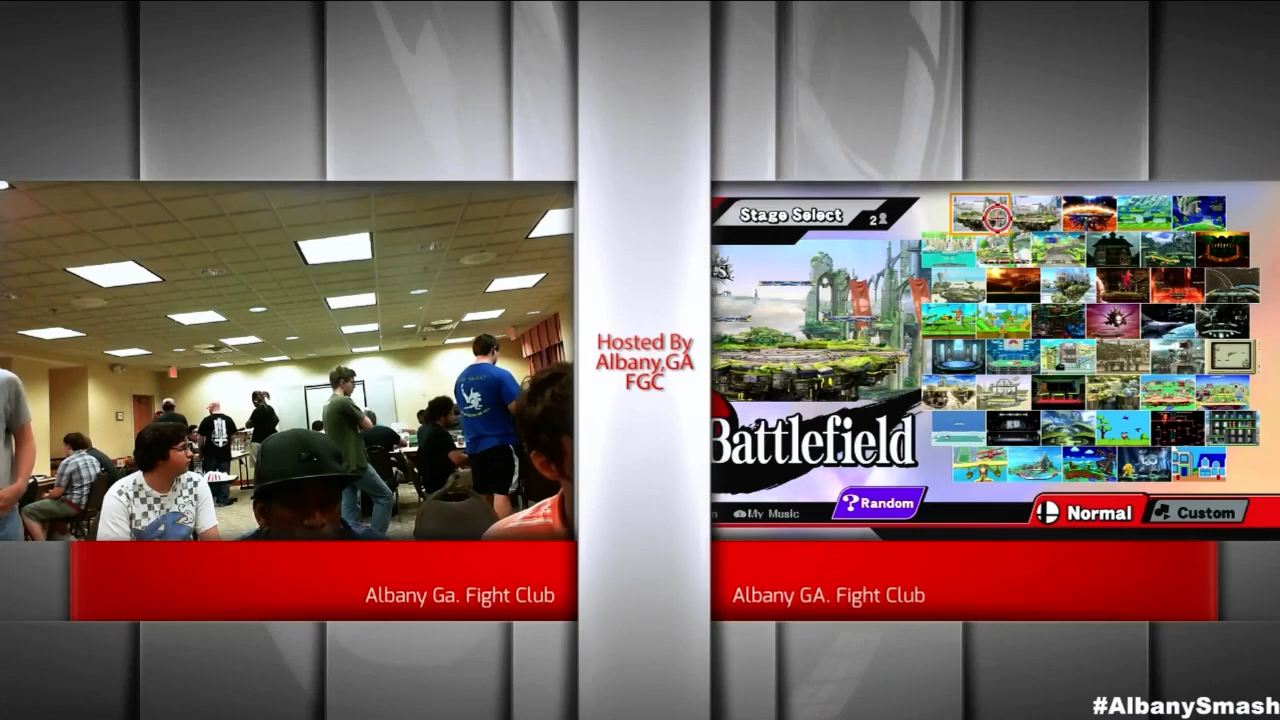 Stage Select
2
Hosted By
Albany,GA
FGC
Battlefield
Random
My Music
Normal
Custom
Albany Ga. Fight Club
Albany GA. Fight Club
#AlbanySmash